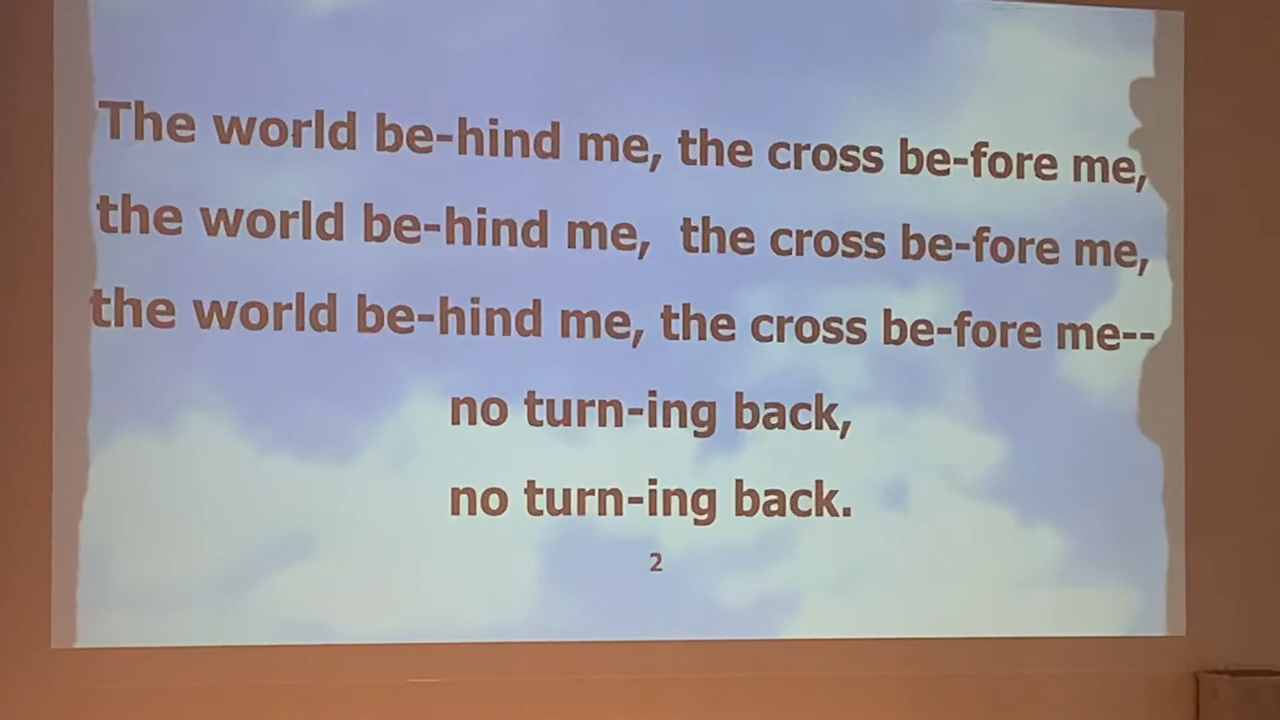 The world be-hind me, the cross be-fore me,
the world be-hind me, the cross be-fore me,
the world be-hind me, the cross be-fore me--
no turn-ing back,
no turn-ing back.
2